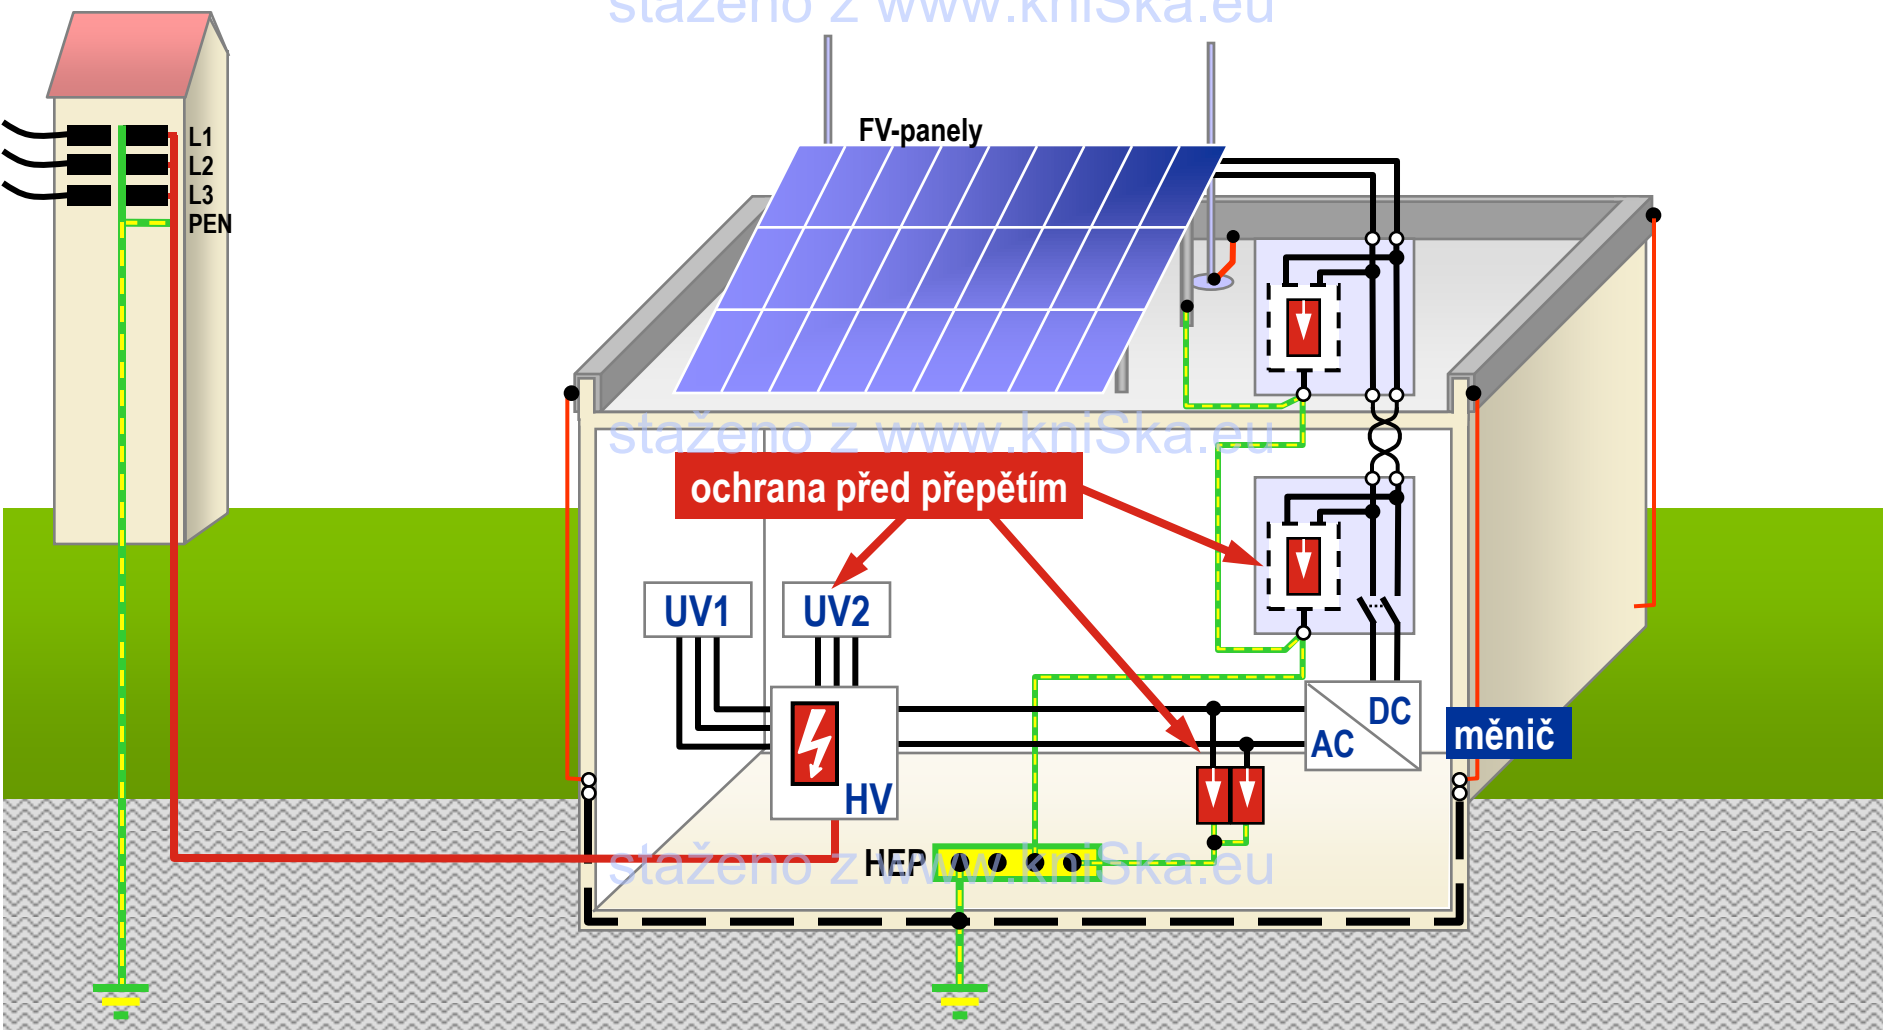 staženo z www.kniSka.eu
FV-panely
L1
L2
L3
PEN
staženo z www.kniSka.eu
ochrana před přepětím
UV1
UV2
DC
AC
měnič
HV
HEP
staženo z www.kniSka.eu